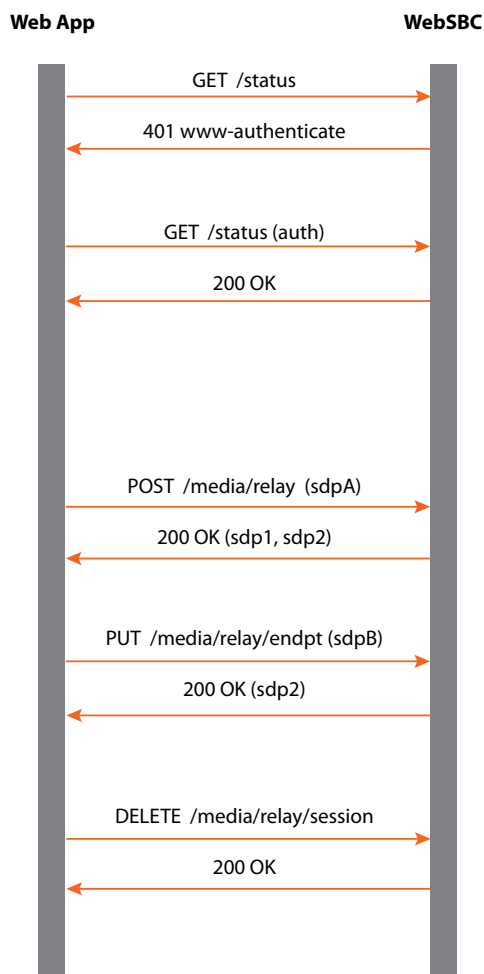 Web App
WebSBC
GET /status
401 www-authenticate
GET /status (auth)
200 OK
POST /media/relay (sdpA)
200 OK (sdp1, sdp2)
PUT /media/relay/endpt (sdpB)
200 OK (sdp2)
DELETE /media/relay/session
200 OK